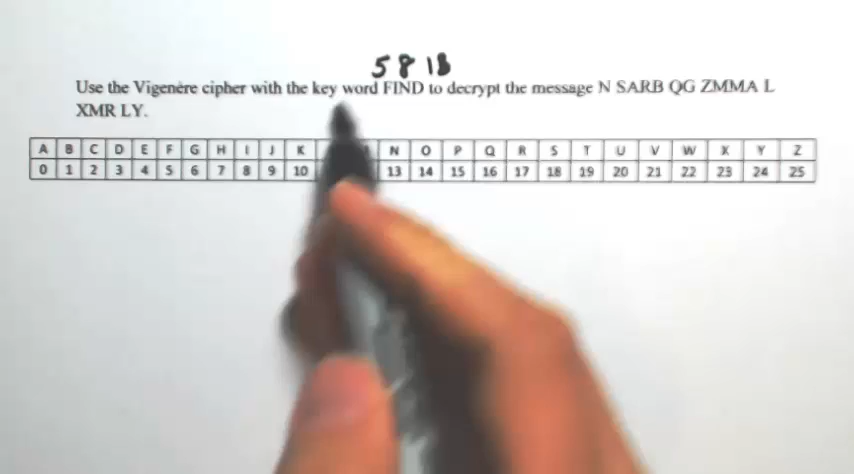 5 8 13
Use the Vigenère cipher with the key word FIND to decrypt the message N SARB QG ZMMA L
XMR LY.
A B C D E F G H I J K N O P Q R S T U V W X Y Z
0 1 2 3 4 5 6 7 8 9 10 13 14 15 16 17 18 19 20 21 22 23 24 25